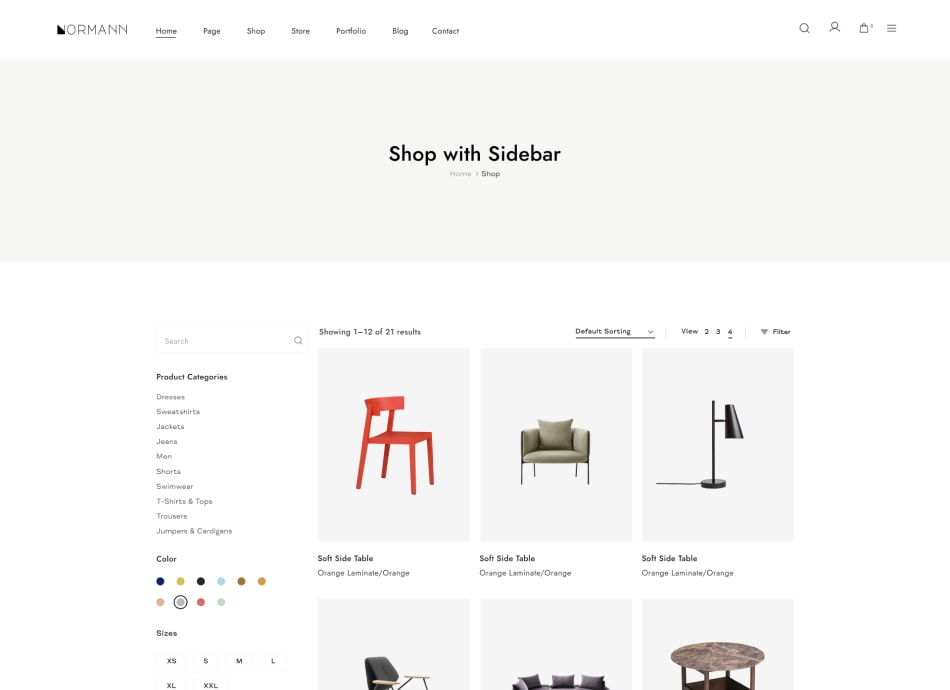 NORMANN
Home Page Shop Store Portfolio Blog Contact
0
Shop with Sidebar
Home > Shop
Search
Showing 1–12 of 21 results
Default Sorting
View 2 3 4
Filter
Product Categories
Dresses
Sweatshirts
Jackets
Jeans
Men
Shorts
Swimwear
T-Shirts & Tops
Trousers
Jumpers & Cardigans
Color
Sizes
XS S M L
XL XXL
Soft Side Table
Orange Laminate/Orange
Soft Side Table
Orange Laminate/Orange
Soft Side Table
Orange Laminate/Orange